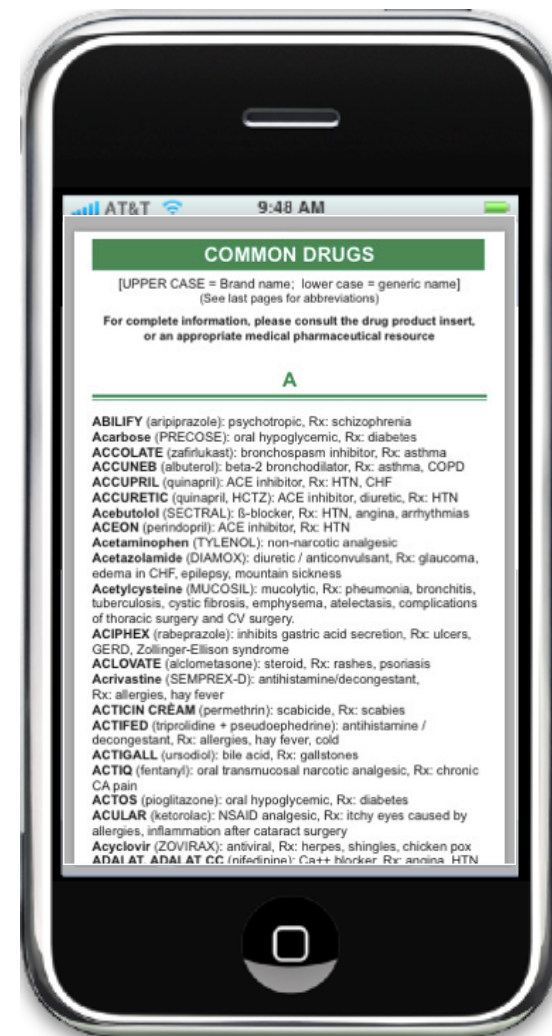 AT&T 9:48 AM
COMMON DRUGS
[UPPER CASE = Brand name; lower case = generic name]
(See last pages for abbreviations)
For complete information, please consult the drug product insert,
or an appropriate medical pharmaceutical resource
A
ABILIFY (aripiprazole): psychotropic, Rx: schizophrenia
Acarbose (PRECOSE): oral hypoglycemic, Rx: diabetes
ACCOLATE (zafirlukast): bronchospasm inhibitor, Rx: asthma
ACCUNEB (albuterol): beta-2 bronchodilator, Rx: asthma, COPD
ACCUPRIL (quinapril): ACE inhibitor, Rx: HTN, CHF
ACCURETIC (quinapril, HCTZ): ACE inhibitor, diuretic, Rx: HTN
Acebutolol (SECTRAL): ß-blocker, Rx: HTN, angina, arrhythmias
ACEON (perindopril): ACE inhibitor, Rx: HTN
Acetaminophen (TYLENOL): non-narcotic analgesic
Acetazolamide (DIAMOX): diuretic / anticonvulsant, Rx: glaucoma,
edema in CHF, epilepsy, mountain sickness
Acetylcysteine (MUCOSIL): mucolytic, Rx: pneumonia, bronchitis,
tuberculosis, cystic fibrosis, emphysema, atelectasis, complications
of thoracic surgery and CV surgery.
ACIPHEX (rabeprazole): inhibits gastric acid secretion, Rx: ulcers,
GERD, Zollinger-Ellison syndrome
ACLOVATE (alclometasone): steroid, Rx: rashes, psoriasis
Acrivastine (SEMPREX-D): antihistamine/decongestant,
Rx: allergies, hay fever
ACTICIN CRÈAM (permethrin): scabicide, Rx: scabies
ACTIFED (triprolidine + pseudoephedrine): antihistamine /
decongestant, Rx: allergies, hay fever, cold
ACTIGALL (ursodiol): bile acid, Rx: gallstones
ACTIQ (fentanyl): oral transmucosal narcotic analgesic, Rx: chronic
CA pain
ACTOS (pioglitazone): oral hypoglycemic, Rx: diabetes
ACULAR (ketorolac): NSAID analgesic, Rx: itchy eyes caused by
allergies, inflammation after cataract surgery
Acyclovir (ZOVIRAX): antiviral, Rx: herpes, shingles, chicken pox
ADALAT, ADALAT CC (nifedipine): Ca++ blocker, Rx: angina, HTN